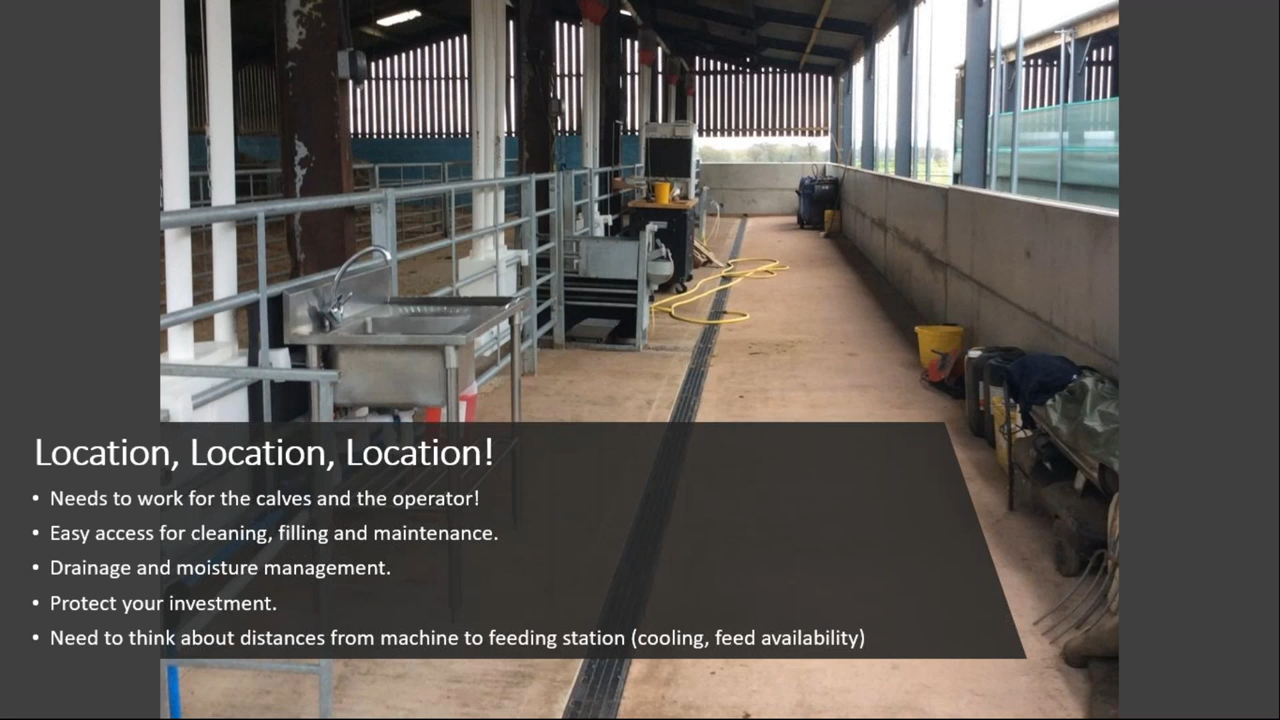 Location, Location, Location!
• Needs to work for the calves and the operator!
• Easy access for cleaning, filling and maintenance.
• Drainage and moisture management.
• Protect your investment.
• Need to think about distances from machine to feeding station (cooling, feed availability)